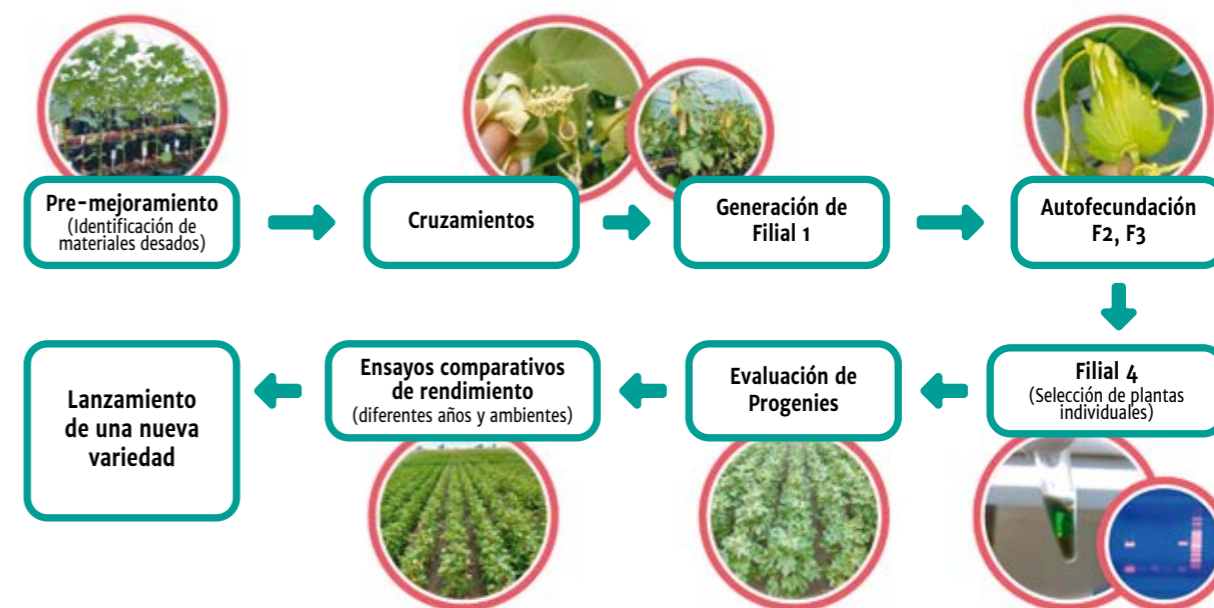 Pre-mejoramiento
(Identificación de
materiales desados)
Cruzamientos
Generación de
Filial 1
Autofecundación
F2, F3
Filial 4
(Selección de plantas
individuales)
Evaluación de
Progenies
Ensayos comparativos
de rendimiento
(diferentes años y ambientes)
Lanzamiento
de una nueva
variedad